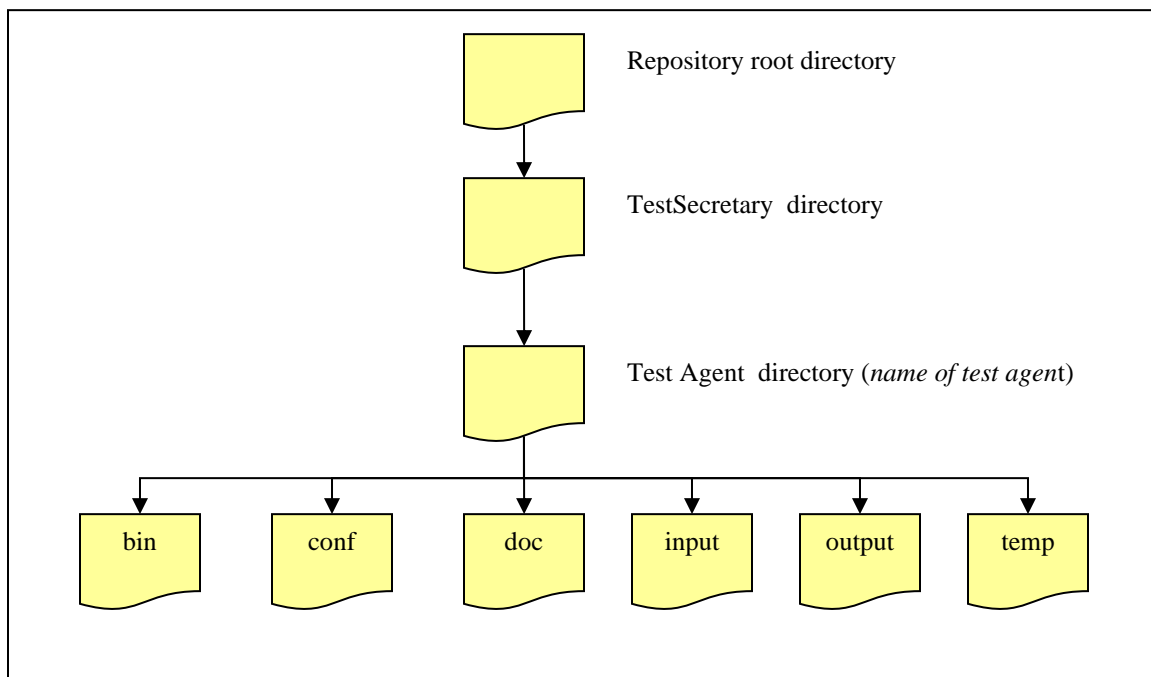 Repository root directory
TestSecretary directory
Test Agent directory (name of test agent)
bin conf doc input output temp